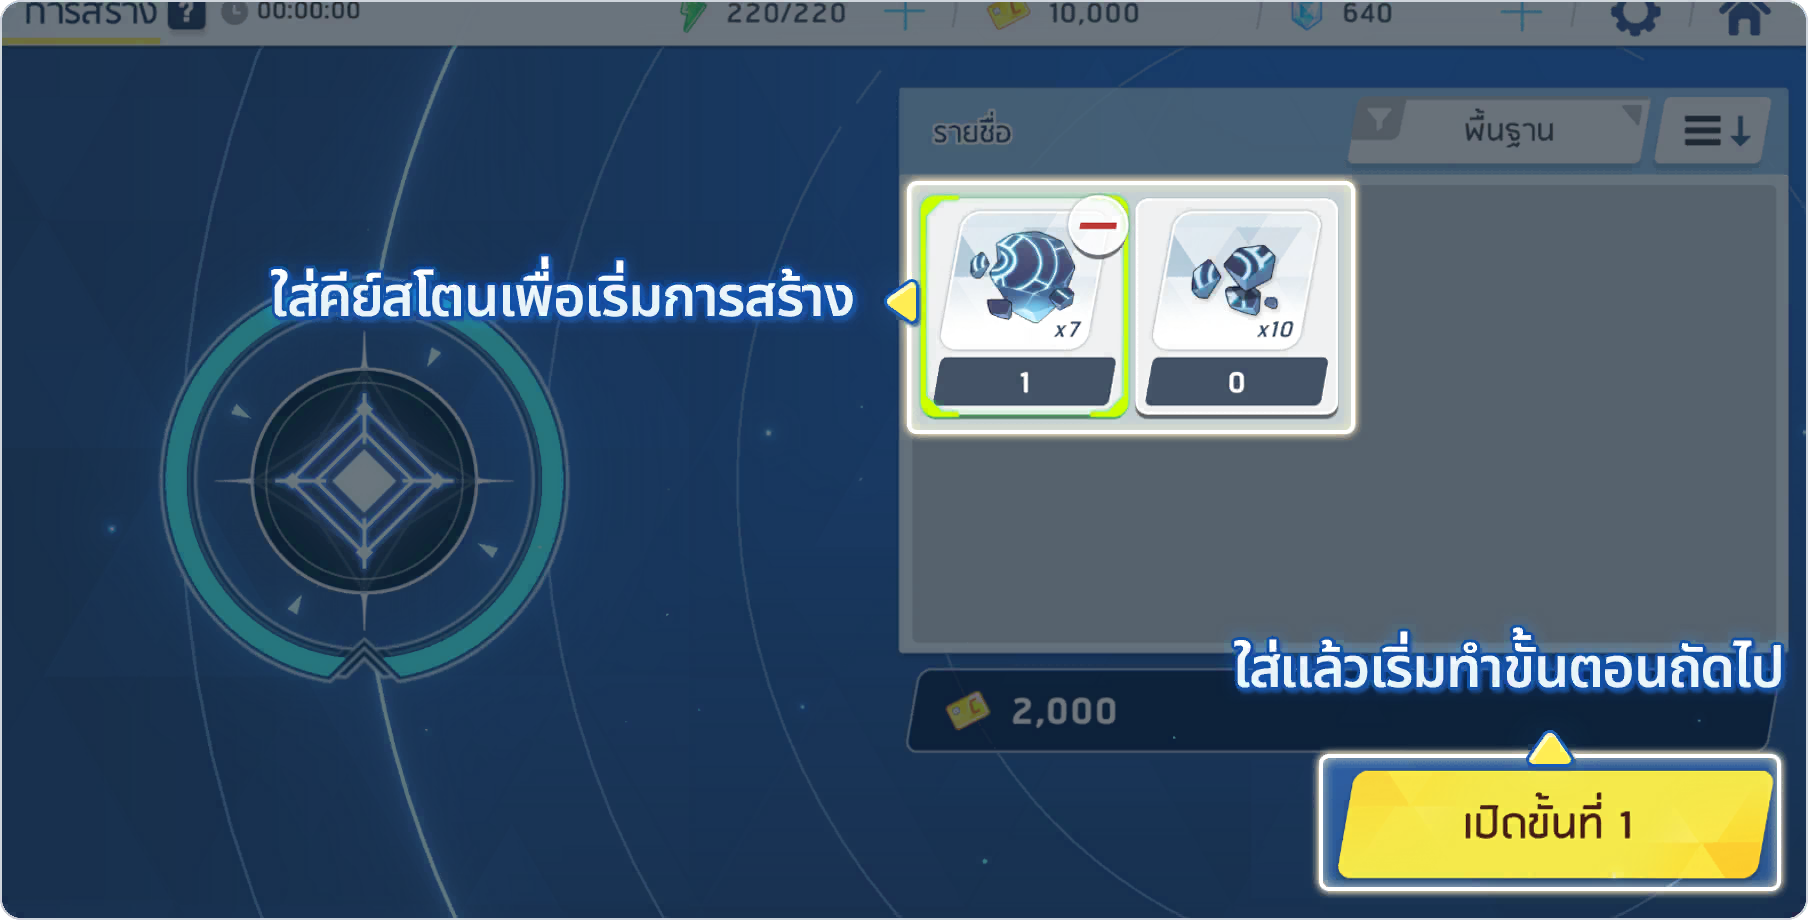 การสร้าง ? 00:00:00 220/220 10,000 640
รายชื่อ
พื้นฐาน
ใส่คีย์สโตนเพื่อเริ่มการสร้าง
x7
x10
1
0
ใส่แล้วเริ่มทำขั้นตอนถัดไป
2,000
เปิดขั้นที่ 1